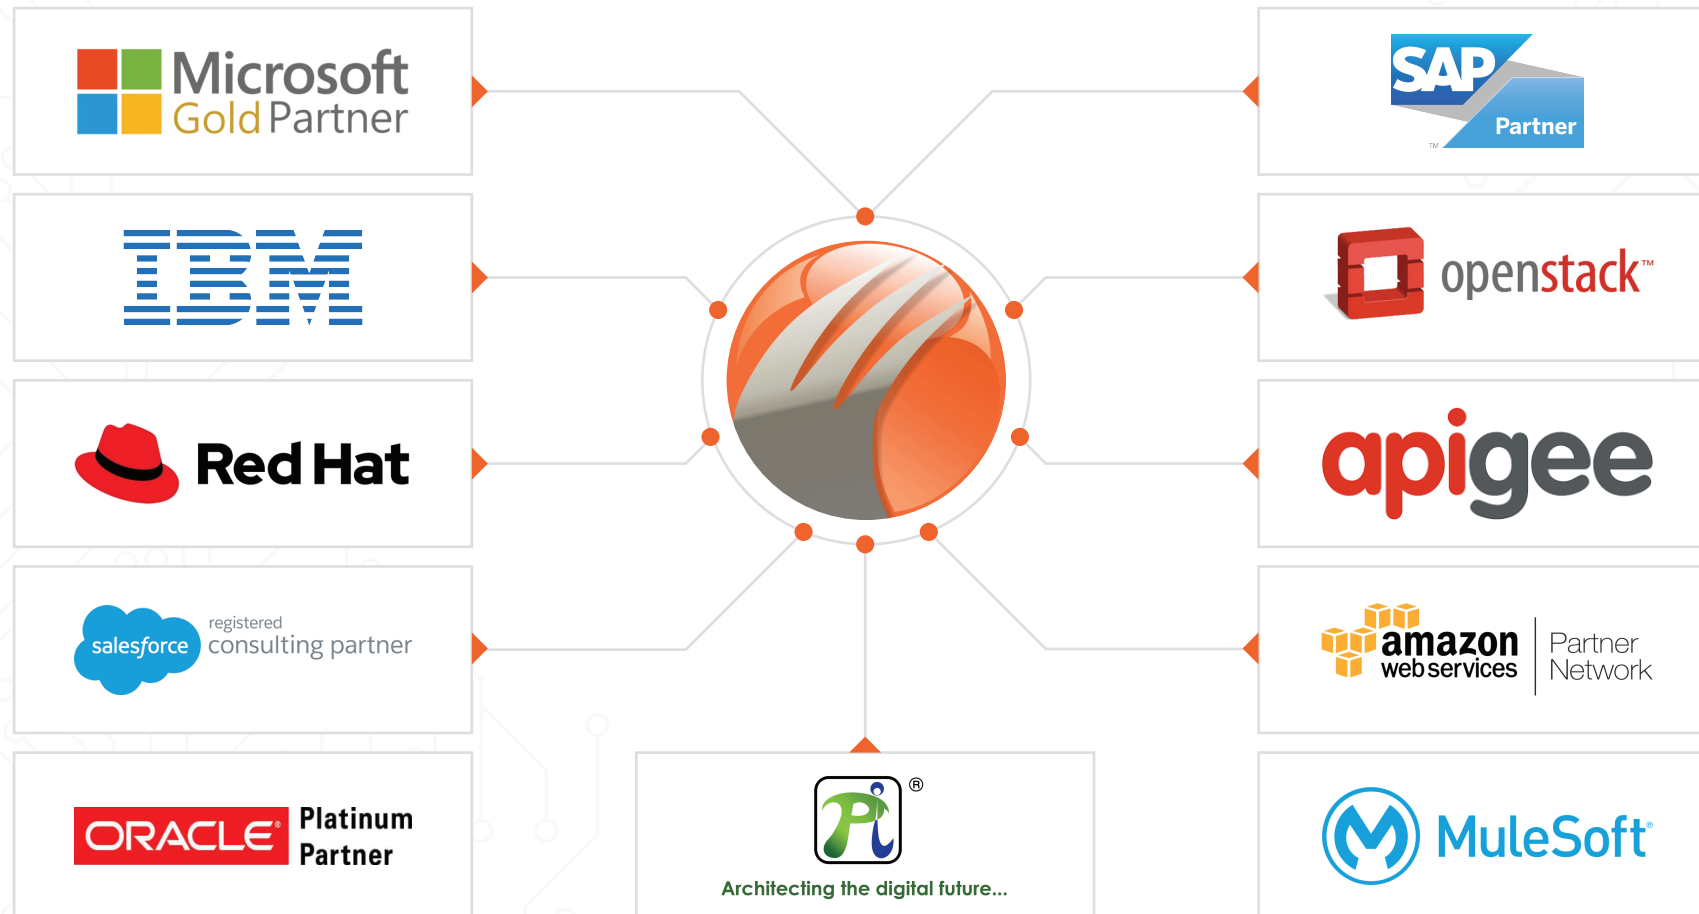 Microsoft
Gold Partner
IBM
Red Hat
salesforce
registered
consulting partner
ORACLE®
Platinum
Partner
Pi ®
Architecting the digital future...
SAP
Partner
TM
openstack™
apigee
amazon
web services
Partner
Network
MuleSoft®